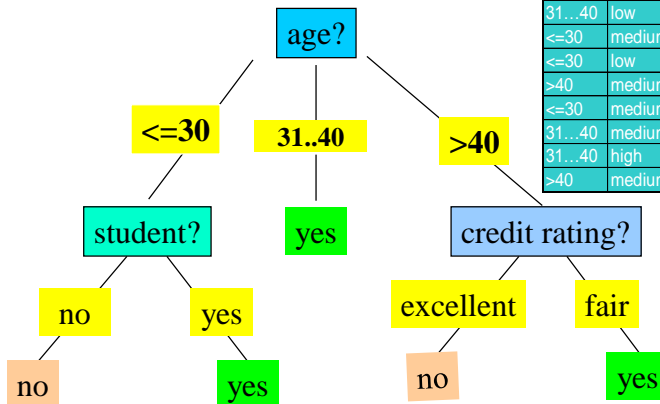 age?
31…40 low
<=30 medium
<=30 low
>40 medium
<=30 medium
31…40 medium
31…40 high
>40 medium
<=30
31..40
>40
student?
yes
credit rating?
no
yes
excellent
fair
no
yes
no
yes